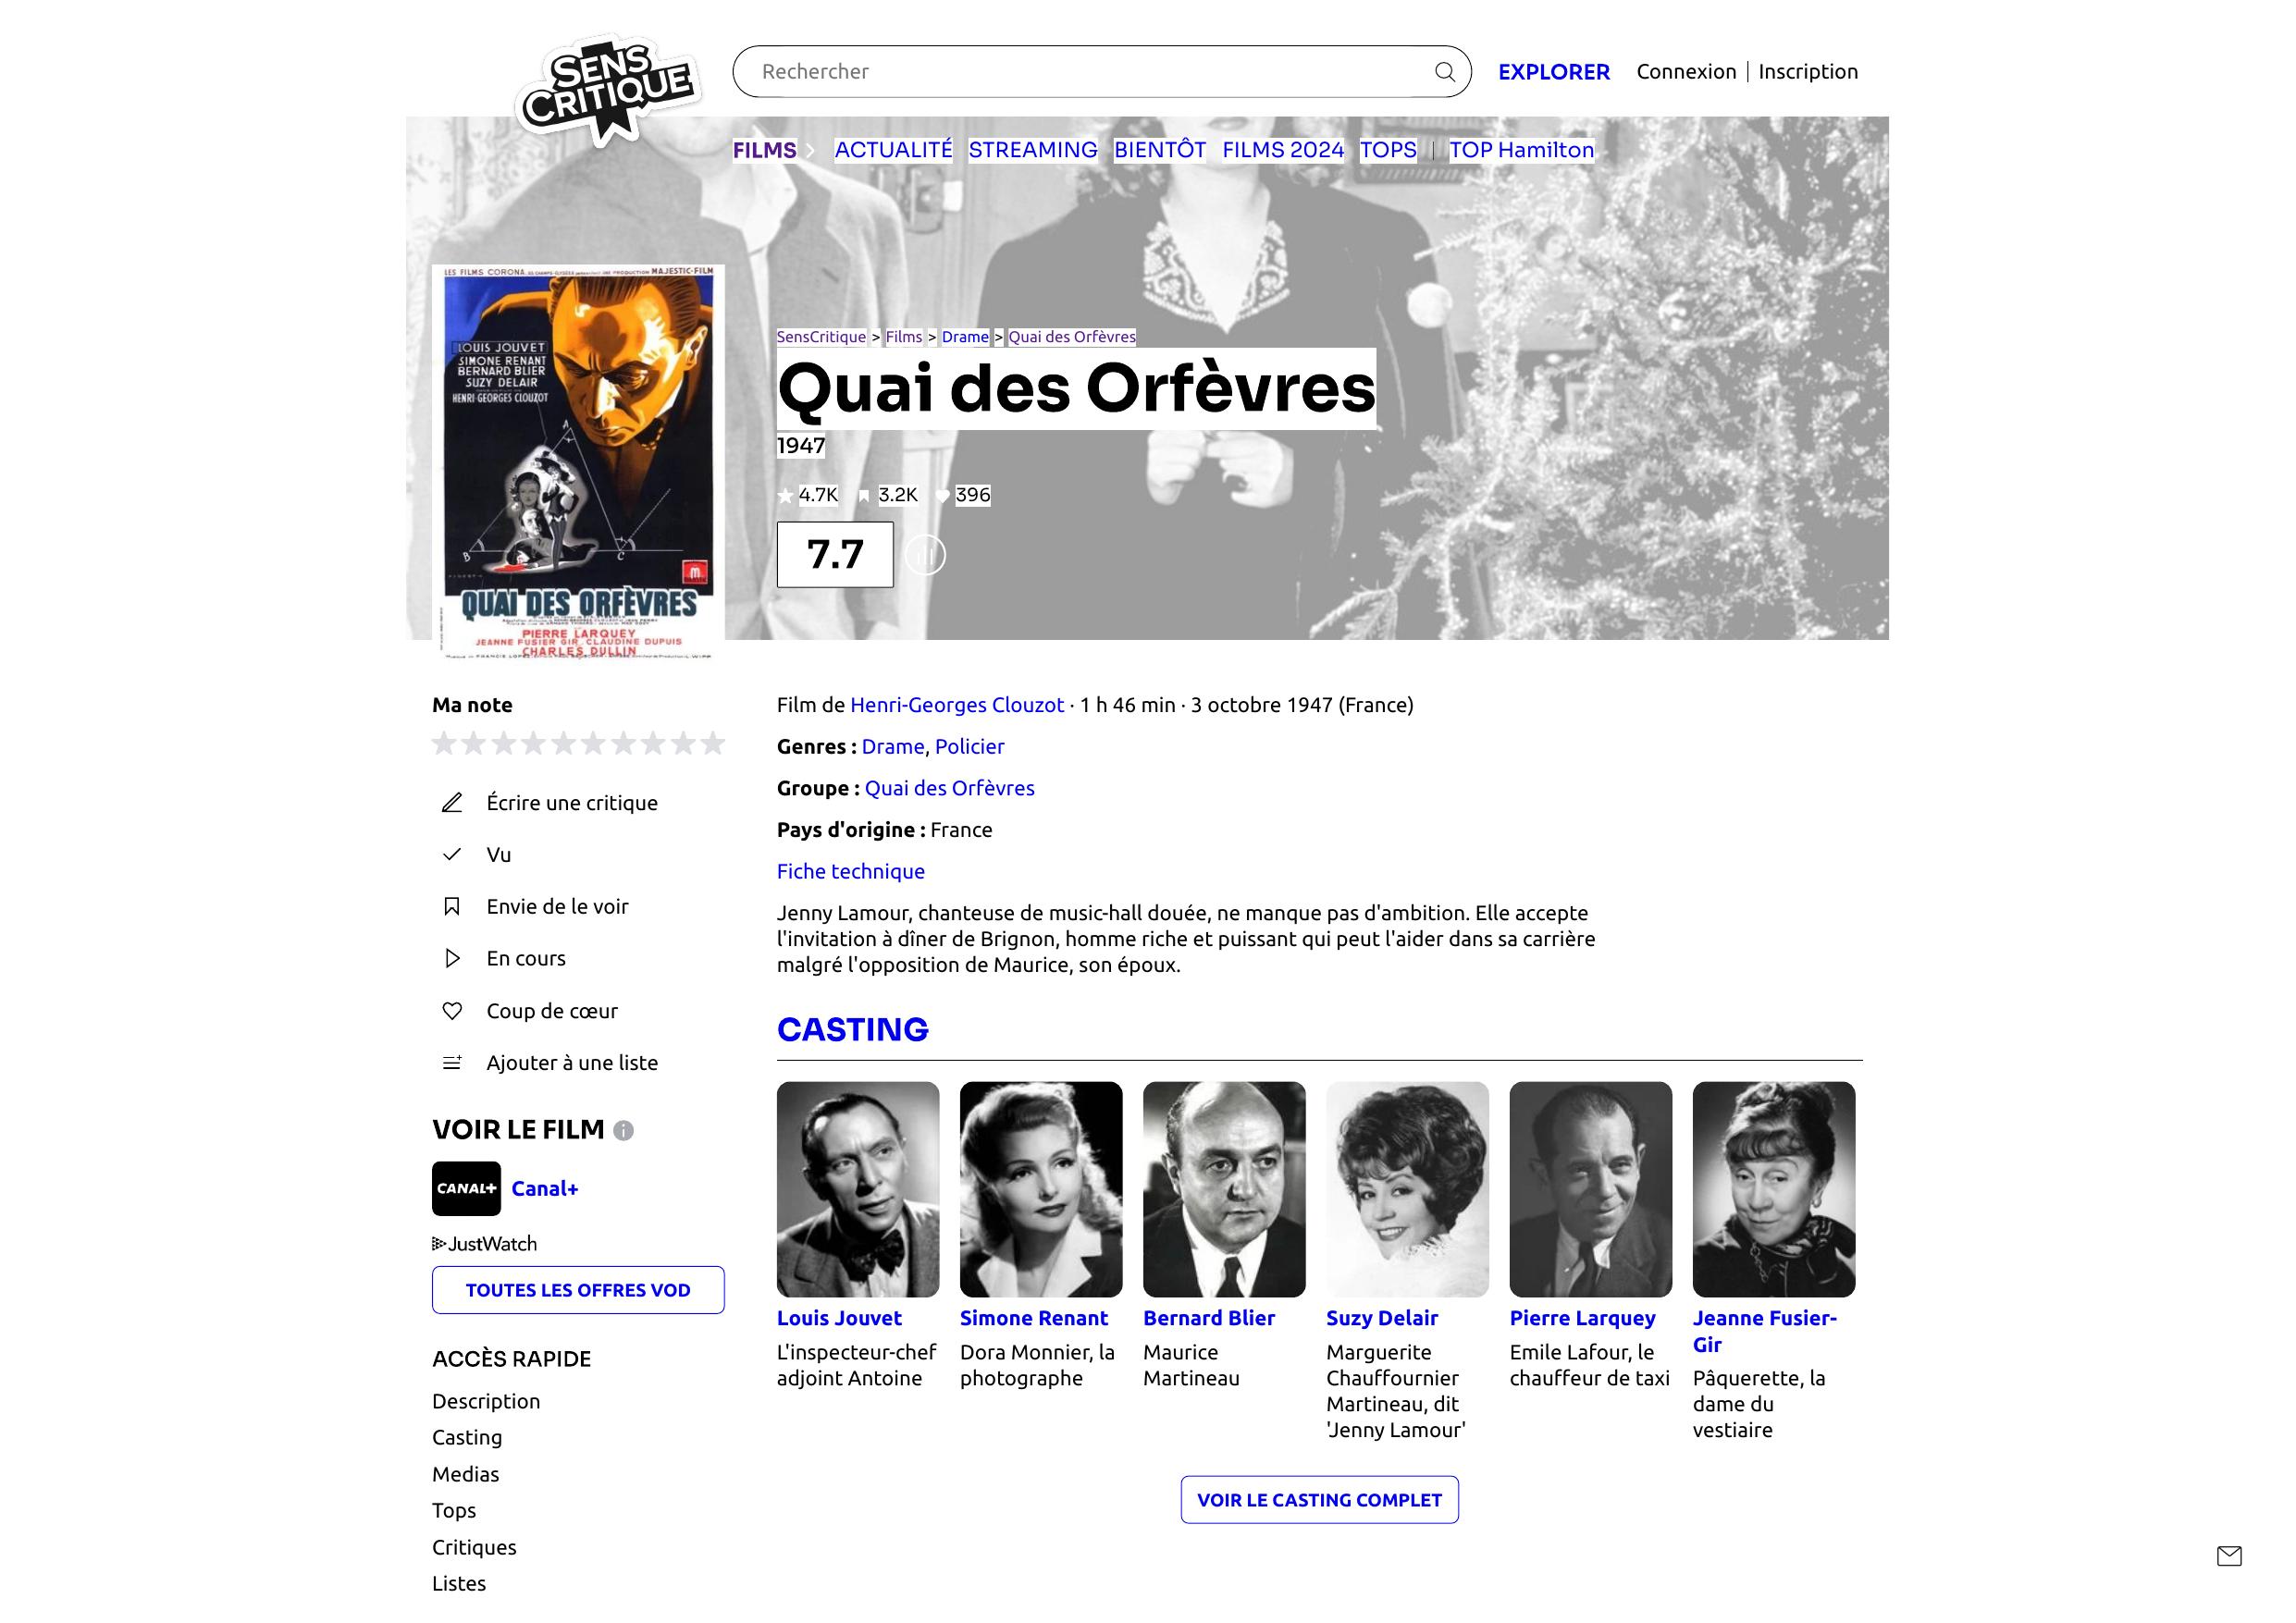 SENS
CRITIQUE
Rechercher
EXPLORER
Connexion
Inscription
FILMS
ACTUALITÉ
STREAMING
BIENTÔT
FILMS 2024
TOPS
TOP Hamilton
LES FILMS CORONA
UNE PRODUCTION MAJESTIC-FILM
LOUIS JOUVET
SIMONE RENANT
BERNARD BLIER
SUZY DELAIR
HENRI-GEORGES CLOUZOT
A
B
C
QUAI DES ORFÈVRES
PIERRE LARQUEY
JEANNE FUSIER GIR, CLAUDINE DUPUIS
CHARLES DULLIN
SensCritique > Films > Drame > Quai des Orfèvres
Quai des Orfèvres
1947
4.7K 3.2K 396
7.7
Ma note
Écrire une critique
Vu
Envie de le voir
En cours
Coup de cœur
Ajouter à une liste
VOIR LE FILM
CANAL+ Canal+
JustWatch
TOUTES LES OFFRES VOD
ACCÈS RAPIDE
Description
Casting
Medias
Tops
Critiques
Listes
Film de Henri-Georges Clouzot · 1 h 46 min · 3 octobre 1947 (France)
Genres : Drame, Policier
Groupe : Quai des Orfèvres
Pays d'origine : France
Fiche technique
Jenny Lamour, chanteuse de music-hall douée, ne manque pas d'ambition. Elle accepte
l'invitation à dîner de Brignon, homme riche et puissant qui peut l'aider dans sa carrière
malgré l'opposition de Maurice, son époux.
CASTING
Louis Jouvet
L'inspecteur-chef
adjoint Antoine
Simone Renant
Dora Monnier, la
photographe
Bernard Blier
Maurice
Martineau
Suzy Delair
Marguerite
Chauffournier
Martineau, dit
'Jenny Lamour'
Pierre Larquey
Emile Lafour, le
chauffeur de taxi
Jeanne Fusier-
Gir
Pâquerette, la
dame du
vestiaire
VOIR LE CASTING COMPLET